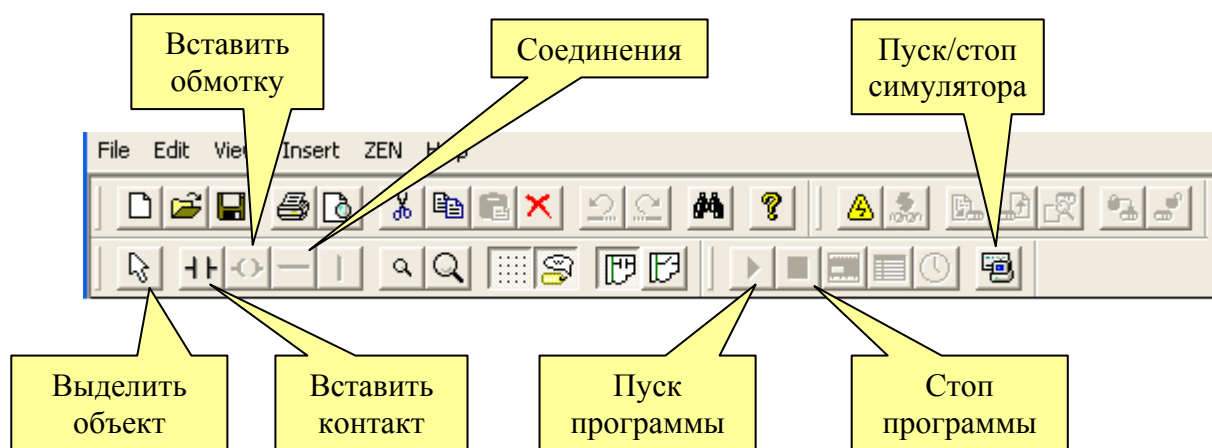 Вставить
обмотку
Соединения
Пуск/стоп
симулятора
File Edit Insert ZEN
Выделить
объект
Вставить
контакт
Пуск
программы
Стоп
программы